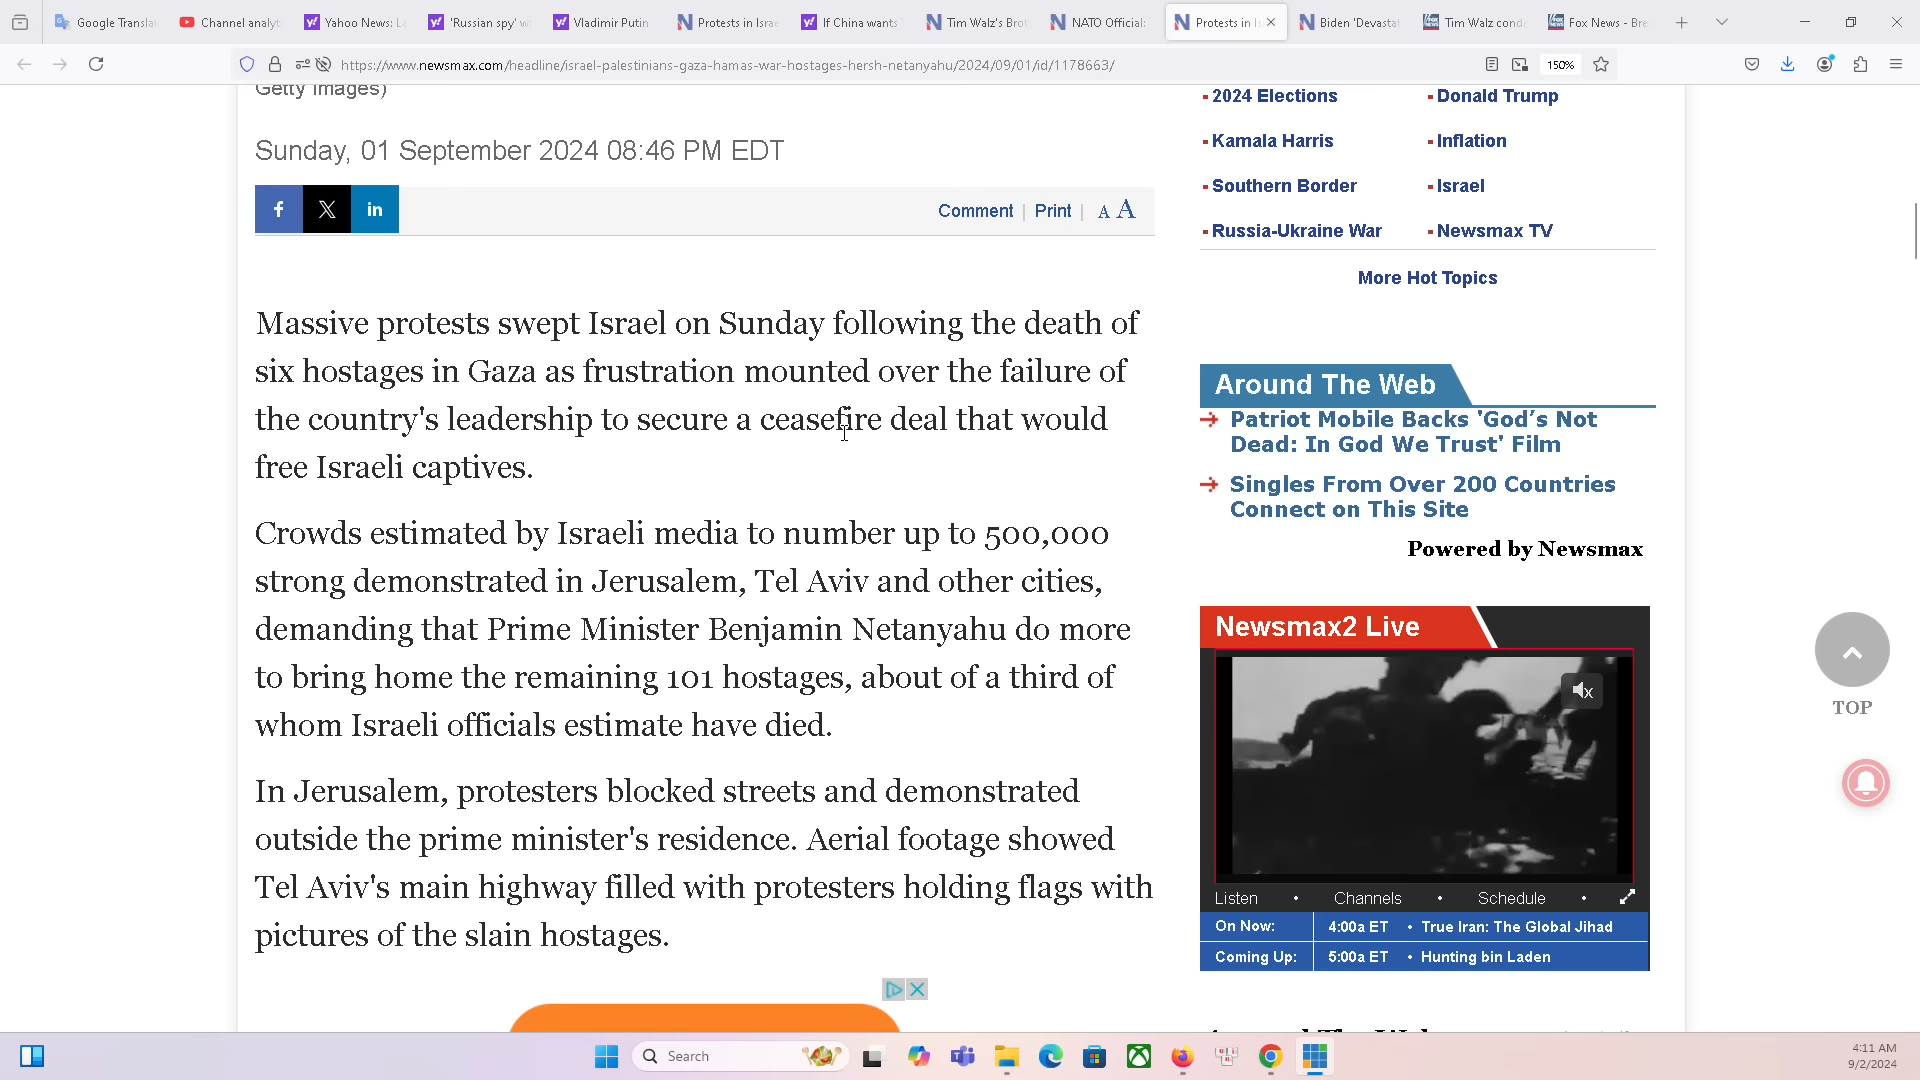 Google Transla
Channel analyt
Yahoo News: La
'Russian spy' w
Vladimir Putin
Protests in Isra
If China wants
Tim Walz's Brot
NATO Official:
Protests in Is
Biden 'Devasta
Tim Walz cond
Fox News - Bre
https://www.newsmax.com/headline/israel-palestinians-gaza-hamas-war-hostages-hersh-netanyahu/2024/09/01/id/1178663/
150%
Getty Images)
Sunday, 01 September 2024 08:46 PM EDT
Comment | Print | A A
Massive protests swept Israel on Sunday following the death of
six hostages in Gaza as frustration mounted over the failure of
the country's leadership to secure a ceasefire deal that would
free Israeli captives.
Crowds estimated by Israeli media to number up to 500,000
strong demonstrated in Jerusalem, Tel Aviv and other cities,
demanding that Prime Minister Benjamin Netanyahu do more
to bring home the remaining 101 hostages, about of a third of
whom Israeli officials estimate have died.
In Jerusalem, protesters blocked streets and demonstrated
outside the prime minister's residence. Aerial footage showed
Tel Aviv's main highway filled with protesters holding flags with
pictures of the slain hostages.
2024 Elections
Donald Trump
Kamala Harris
Inflation
Southern Border
Israel
Russia-Ukraine War
Newsmax TV
More Hot Topics
Around The Web
Patriot Mobile Backs 'God's Not
Dead: In God We Trust' Film
Singles From Over 200 Countries
Connect on This Site
Powered by Newsmax
Newsmax2 Live
Listen • Channels • Schedule •
On Now: 4:00a ET • True Iran: The Global Jihad
Coming Up: 5:00a ET • Hunting bin Laden
TOP
Search
4:11 AM
9/2/2024